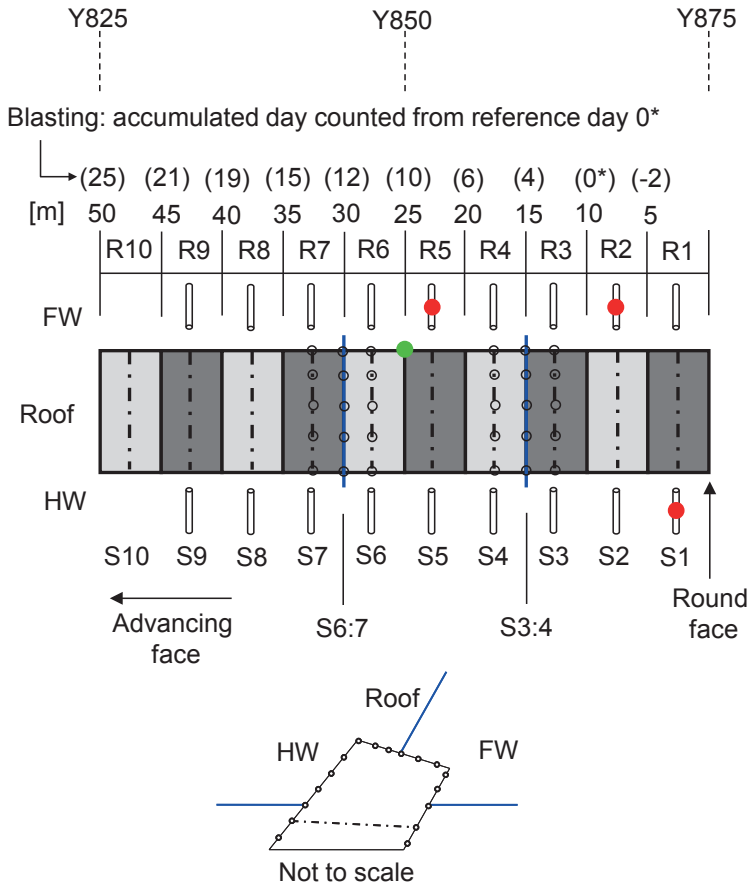 Y825 Y850 Y875
Blasting: accumulated day counted from reference day 0*
(25) (21) (19) (15) (12) (10) (6) (4) (0*) (-2)
[m] 50 45 40 35 30 25 20 15 10 5
R10 R9 R8 R7 R6 R5 R4 R3 R2 R1
FW
Roof
HW
S10 S9 S8 S7 S6 S5 S4 S3 S2 S1
Advancing
face
S6:7 S3:4
Round
face
Roof
HW FW
Not to scale